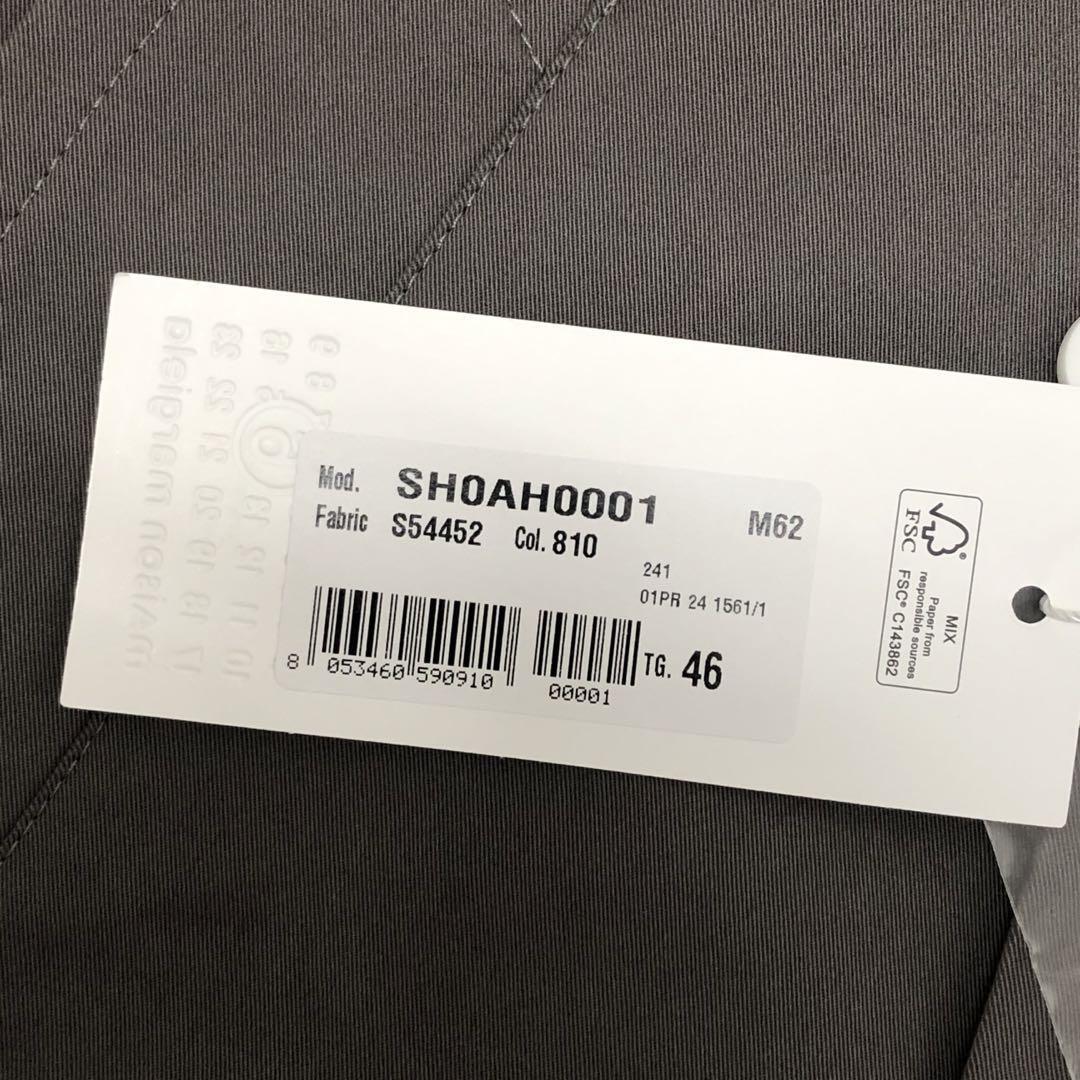 Mod. SH0AH0001
M62
Fabric S54452 Col. 810
241
01PR 24 1561/1
8 053460 590910
00001
TG. 46
FSC
MIX
Paper from
responsible sources
FSC® C143862